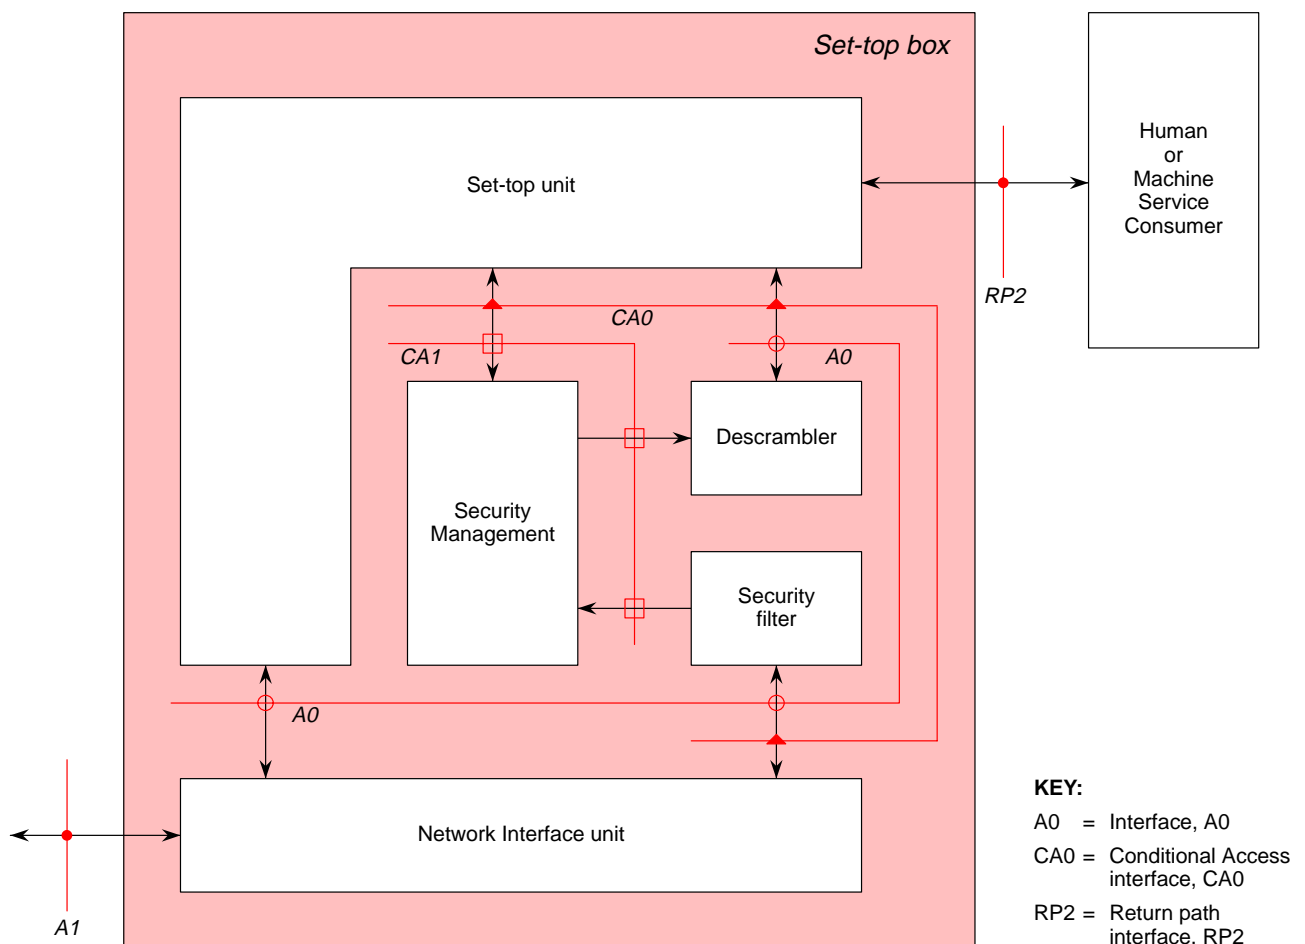 Set-top box
Human
or
Machine
Service
Consumer
Set-top unit
RP2
CA0
CA1
A0
Descrambler
Security
Management
Security
filter
A0
Network Interface unit
A1
KEY:
A0 = Interface, A0
CA0 = Conditional Access
interface, CA0
RP2 = Return path
interface, RP2